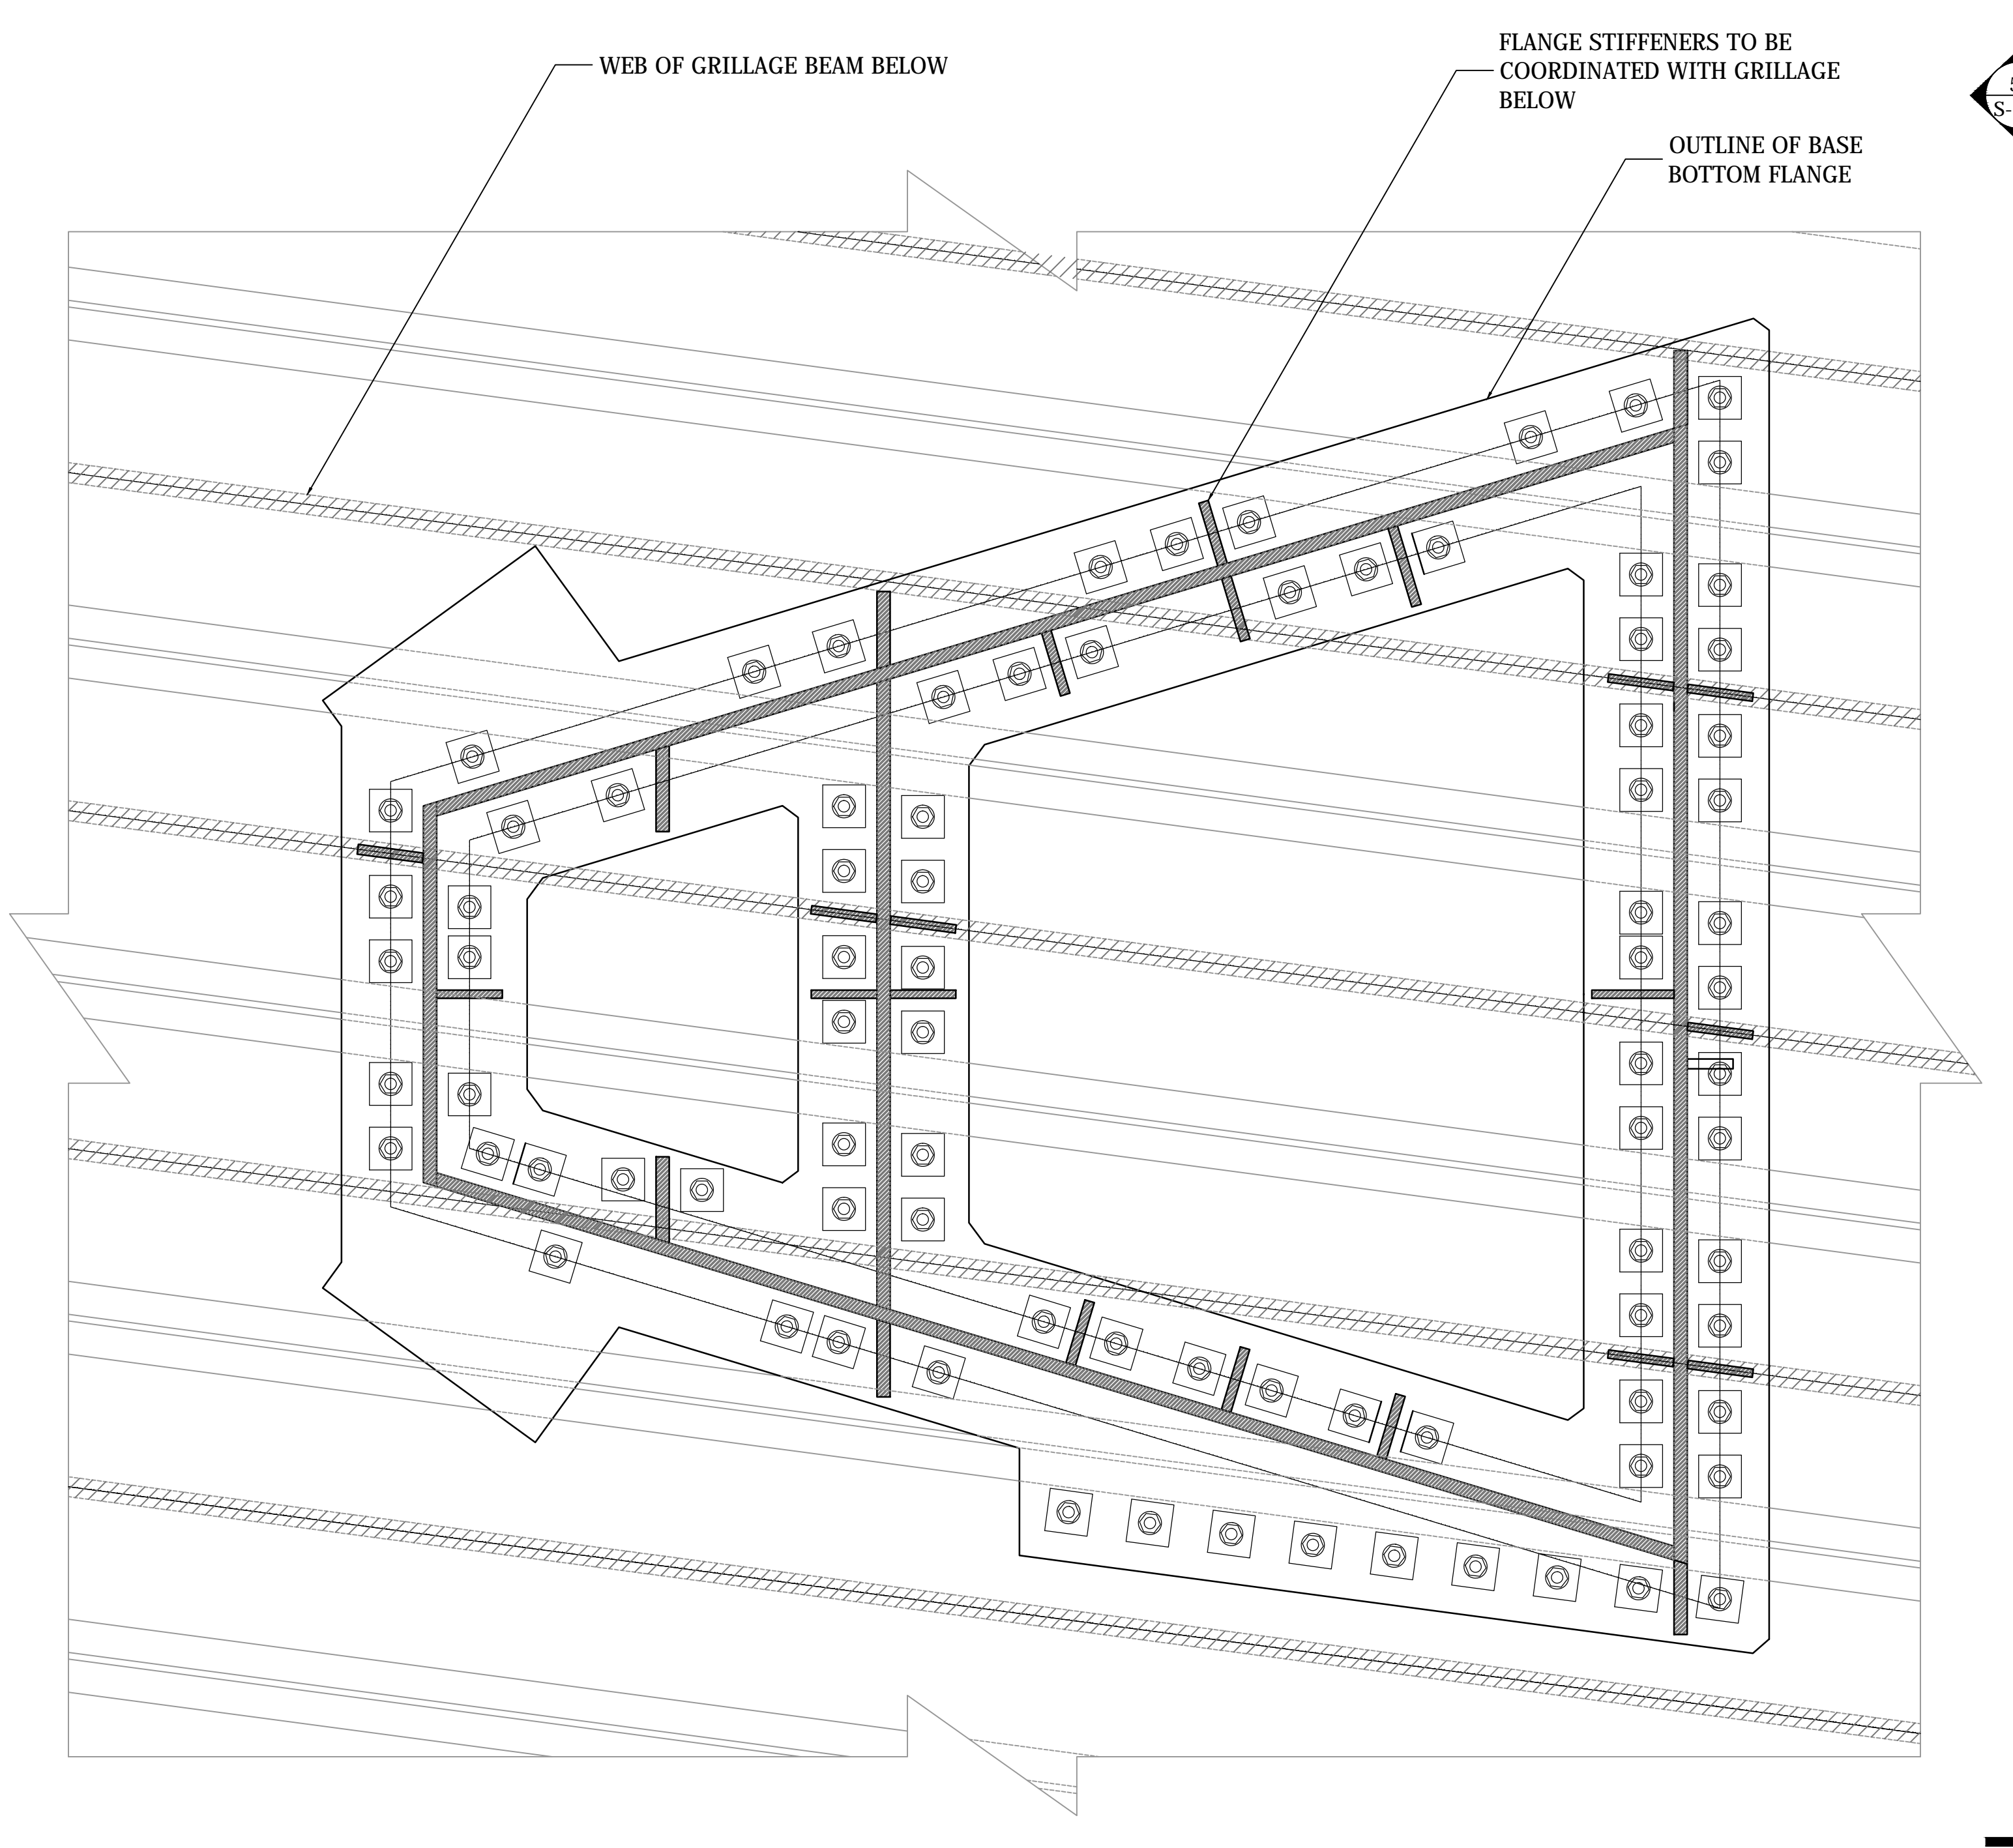 WEB OF GRILLAGE BEAM BELOW
FLANGE STIFFENERS TO BE
COORDINATED WITH GRILLAGE
BELOW
OUTLINE OF BASE
BOTTOM FLANGE
S-